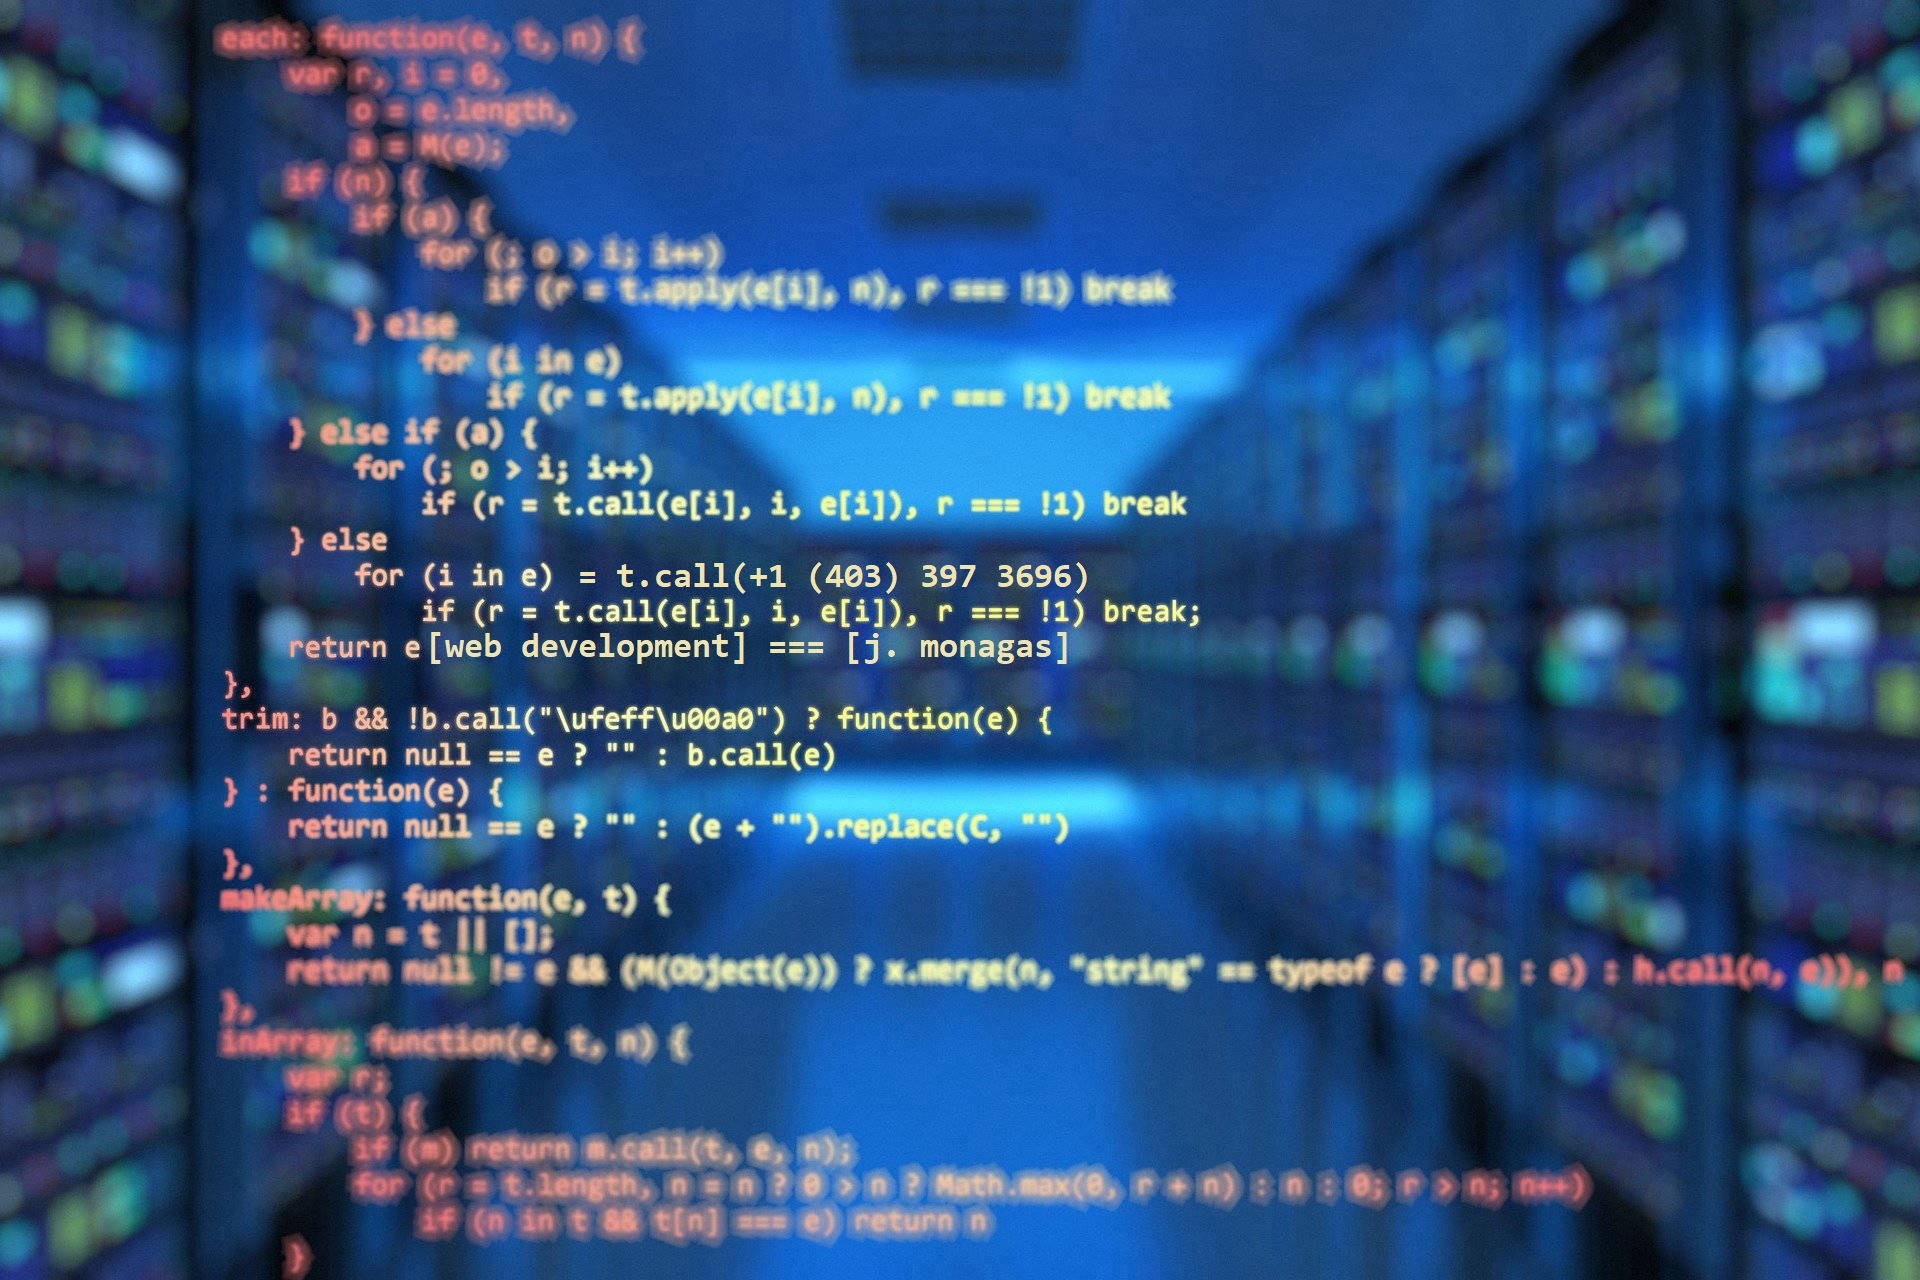 each: function(e, t, n) {
var r, i = 0,
o = e.length,
a = M(e);
if (n) {
if (a) {
for (; o > i; i++)
if (r = t.apply(e[i], n), r === !1) break
} else
for (i in e)
if (r = t.apply(e[i], n), r === !1) break
} else if (a) {
for (; o > i; i++)
if (r = t.call(e[i], i, e[i]), r === !1) break
} else
for (i in e) = t.call(+1 (403) 397 3696)
if (r = t.call(e[i], i, e[i]), r === !1) break;
return e[web development] === [j. monagas]
},
trim: b && !b.call("\ufeff\u00a0") ? function(e) {
return null == e ? "" : b.call(e)
} : function(e) {
return null == e ? "" : (e + "").replace(C, "")
},
makeArray: function(e, t) {
var n = t || [];
return null != e && (M(Object(e)) ? x.merge(n, "string" == typeof e ? [e] : e) : h.call(n, e)), n
},
inArray: function(e, t, n) {
var r;
if (t) {
if (m) return m.call(t, e, n);
for (r = t.length, n = n ? 0 > n ? Math.max(0, r + n) : n : 0; r > n; n++)
if (n in t && t[n] === e) return n
}